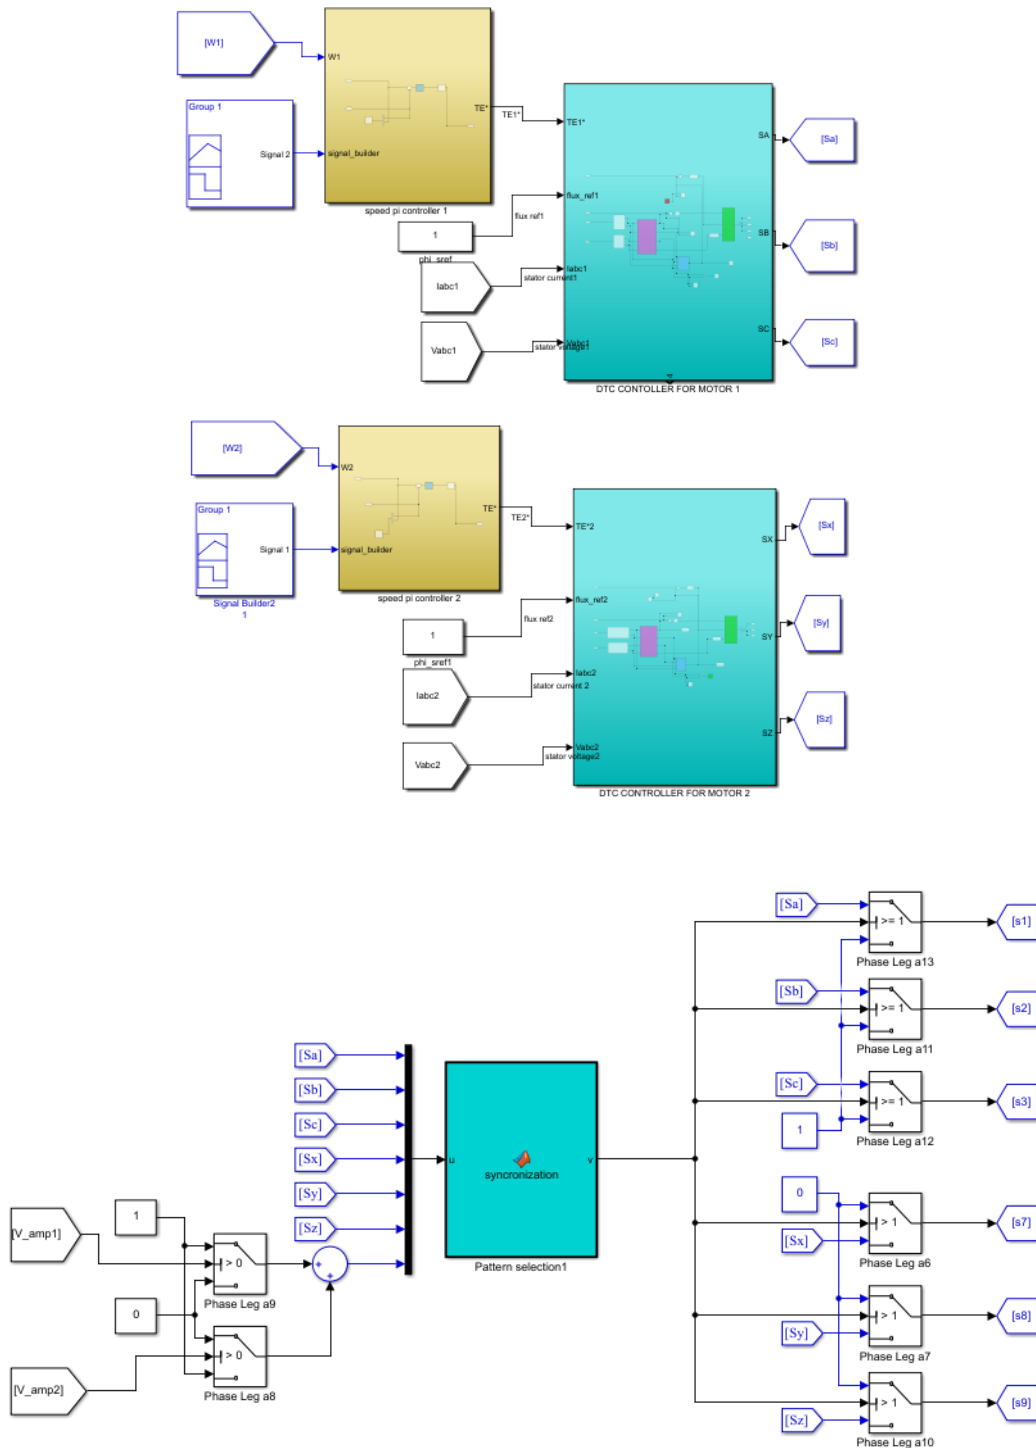 [W1]
W1
Group 1
Signal 2
signal_builder
TE*
TE1*
TE1*
speed pi controller 1
flux_ref1
flux ref1
1
phi_sref
Iabc1
Iabc1
stator current1
Vabc1
Vabc1
stator voltage1
SA
[Sa]
SB
[Sb]
SC
[Sc]
DTC CONTOLLER FOR MOTOR 1
[W2]
W2
Group 1
Signal 1
signal_builder
Signal Builder2
1
TE*
TE2*
TE*2
speed pi controller 2
flux_ref2
flux ref2
1
phi_sref1
Iabc2
Iabc2
stator current 2
Vabc2
Vabc2
stator voltage2
SX
[Sx]
SY
[Sy]
SZ
[Sz]
DTC CONTROLLER FOR MOTOR 2
[Sa]
>= 1
[s1]
Phase Leg a13
[Sb]
>= 1
[s2]
Phase Leg a11
[Sc]
>= 1
[s3]
1
Phase Leg a12
[Sa]
[Sb]
[Sc]
[Sx]
[Sy]
[Sz]
u
syncronization
v
Pattern selection1
0
> 1
[s7]
[Sx]
Phase Leg a6
> 1
[s8]
[Sy]
Phase Leg a7
> 1
[s9]
[Sz]
Phase Leg a10
1
[V_amp1]
> 0
Phase Leg a9
+
+
0
> 0
[V_amp2]
Phase Leg a8